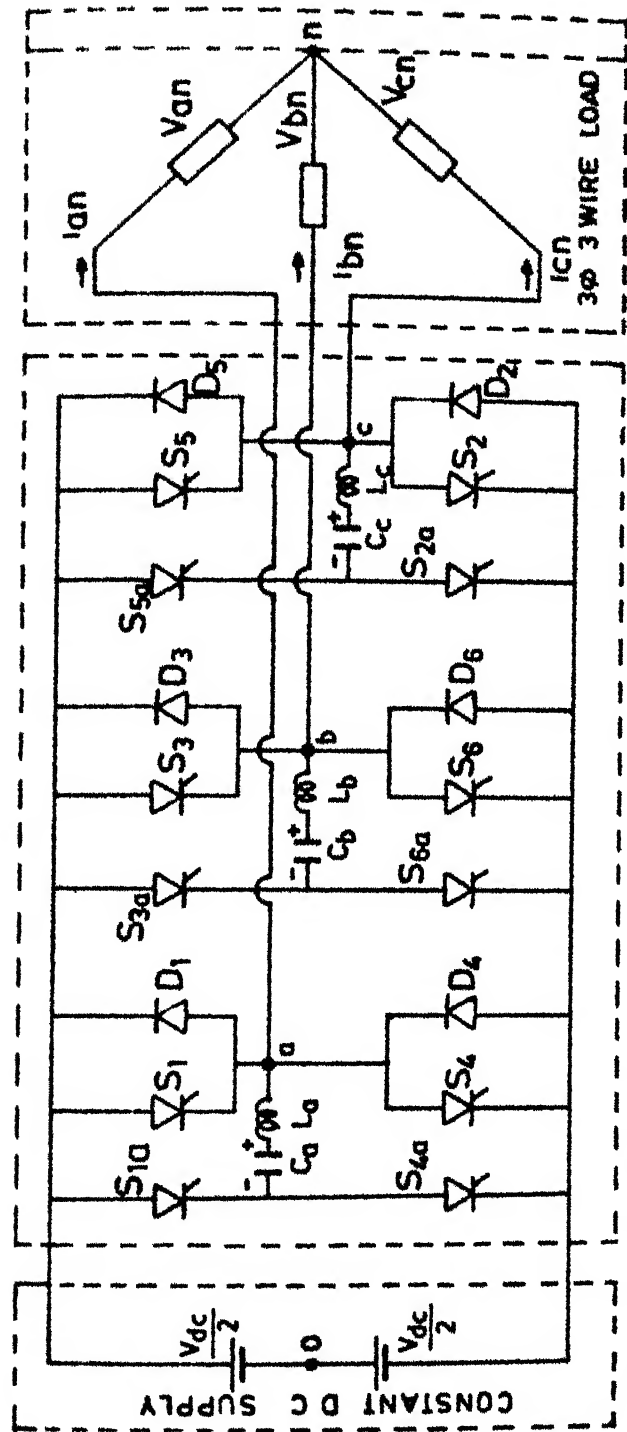 CONSTANT DC SUPPLY
Vdc/2
O
Vdc/2
S1a
S1
D1
S3a
S3
D3
S5a
S5
D5
- +
Ca La
a
- +
Cb Lb
b
- +
Cc Lc
c
S4a
S4
D4
S6a
S6
D6
S2a
S2
D2
ian
Van
ibn
Vbn
icn
Vcn
n
3Φ 3 WIRE LOAD